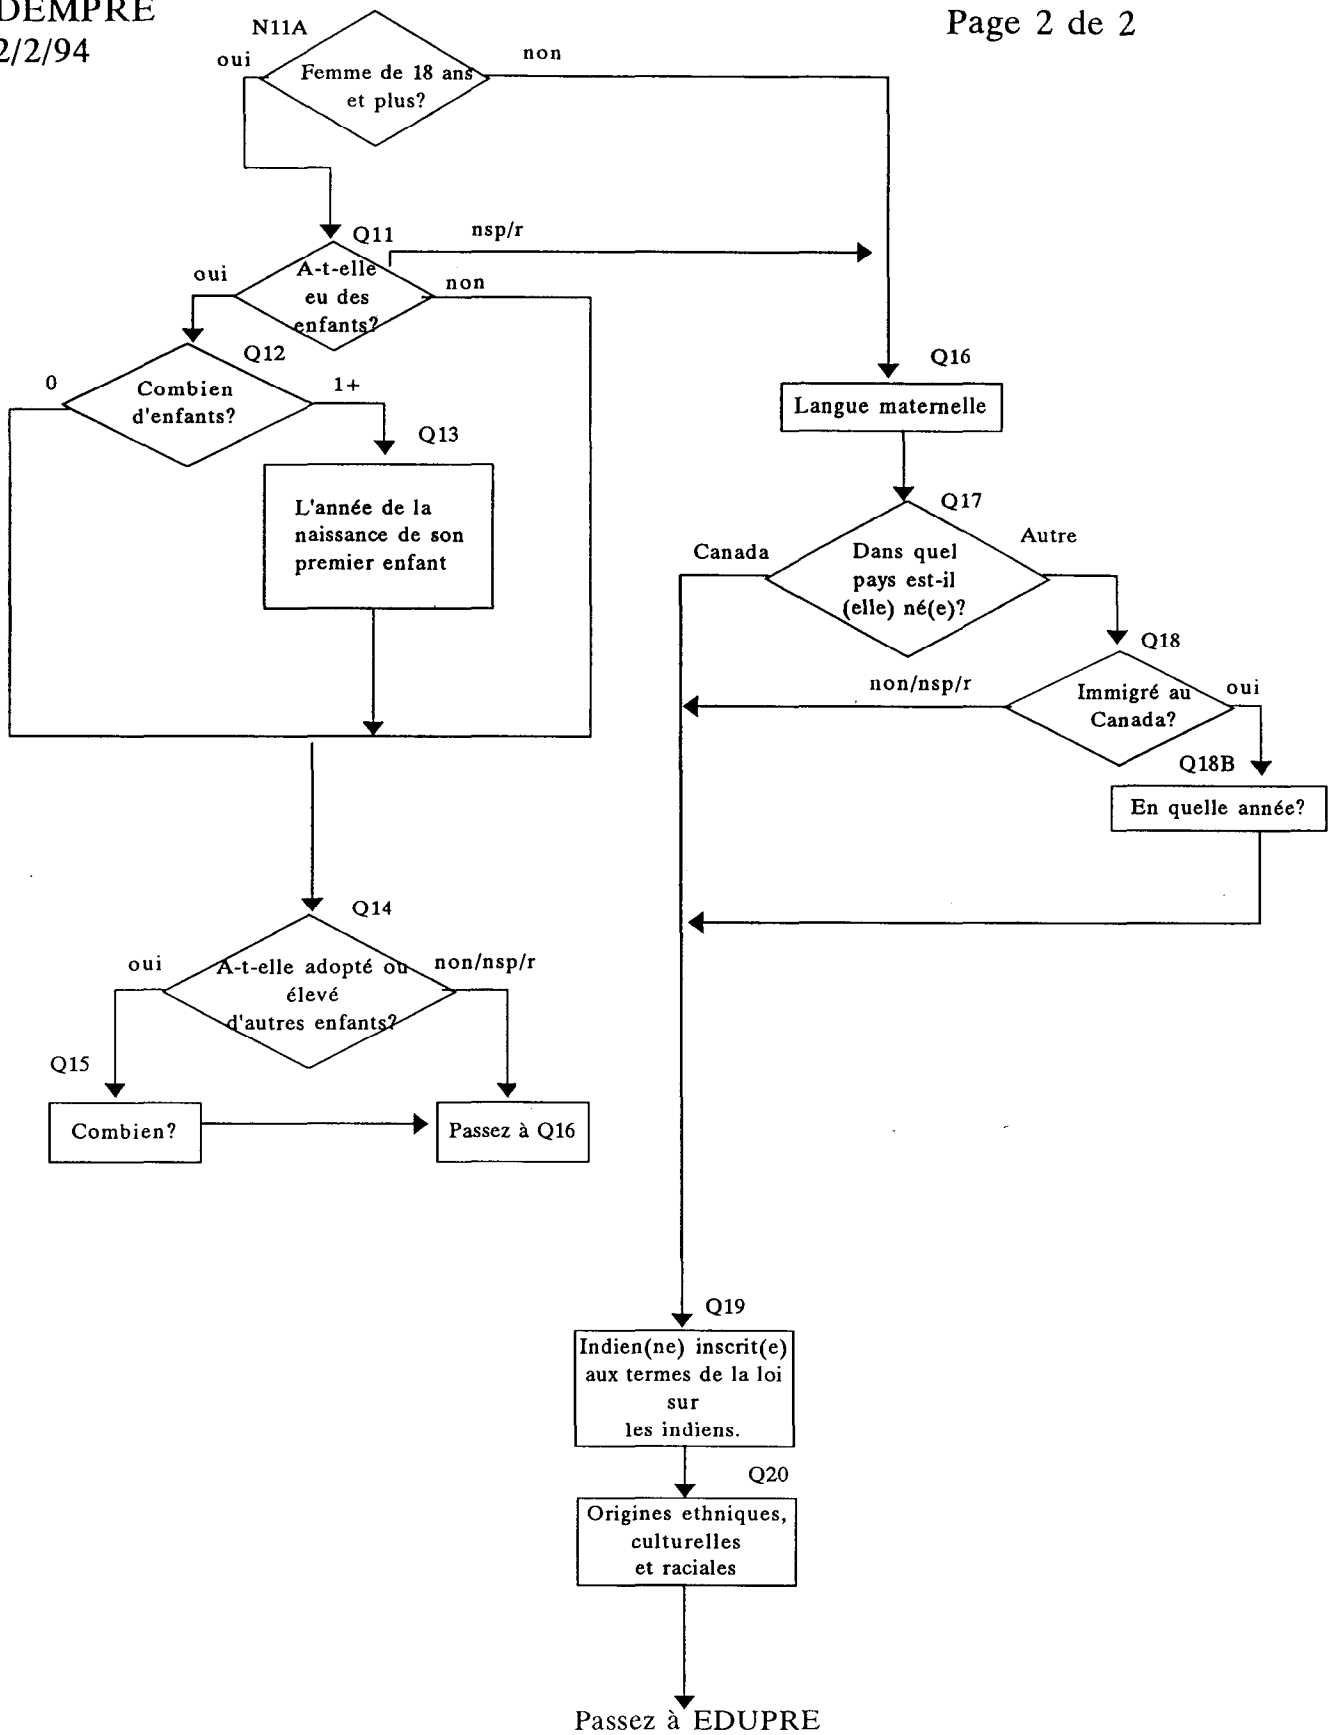 DEMPRE
2/2/94
Page 2 de 2
N11A
oui
Femme de 18 ans
et plus?
non
Q11
nsp/r
oui
A-t-elle
eu des
enfants?
non
Q12
0
Combien
d'enfants?
1+
Q13
L'année de la
naissance de son
premier enfant
Q14
oui
A-t-elle adopté ou
élevé
d'autres enfants?
non/nsp/r
Q15
Combien?
Passez à Q16
Q16
Langue maternelle
Q17
Canada
Dans quel
pays est-il
(elle) né(e)?
Autre
Q18
non/nsp/r
Immigré au
Canada?
oui
Q18B
En quelle année?
Q19
Indien(ne) inscrit(e)
aux termes de la loi
sur
les indiens.
Q20
Origines ethniques,
culturelles
et raciales
Passez à EDUPRE